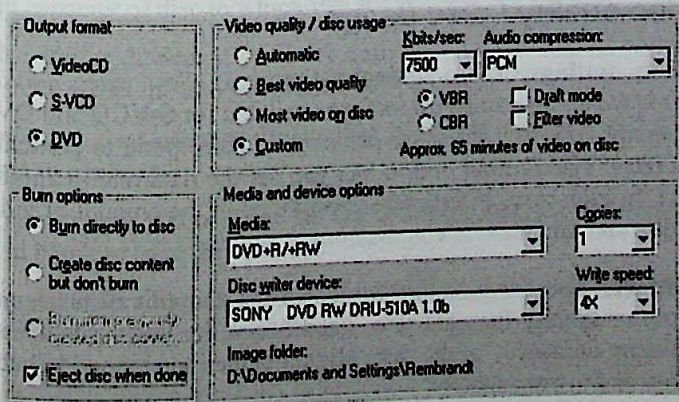 Output format
VideoCD
S-VCD
DVD
Video quality / disc usage
Automatic
Best video quality
Most video on disc
Custom
Kbits/sec:
7500
Audio compression:
PCM
VBR
CBR
Draft mode
Filter video
Approx. 65 minutes of video on disc
Burn options
Burn directly to disc
Create disc content
but don't burn
Eject disc when done
Media and device options
Media:
DVD+R/+RW
Copies:
1
Disc writer device:
SONY DVD RW DRU-510A 1.0b
Write speed:
4X
Image folder:
D:\Documents and Settings\Rembrandt